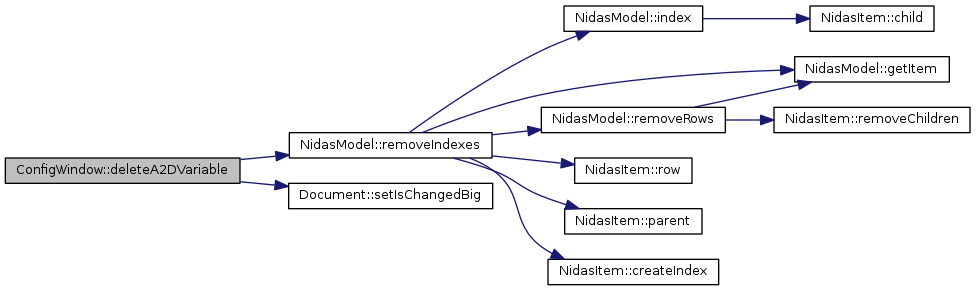 NidasModel::index
NidasItem::child
NidasModel::getItem
NidasModel::removeRows
NidasItem::removeChildren
NidasModel::removeIndexes
ConfigWindow::deleteA2DVariable
NidasItem::row
Document::setIsChangedBig
NidasItem::parent
NidasItem::createIndex